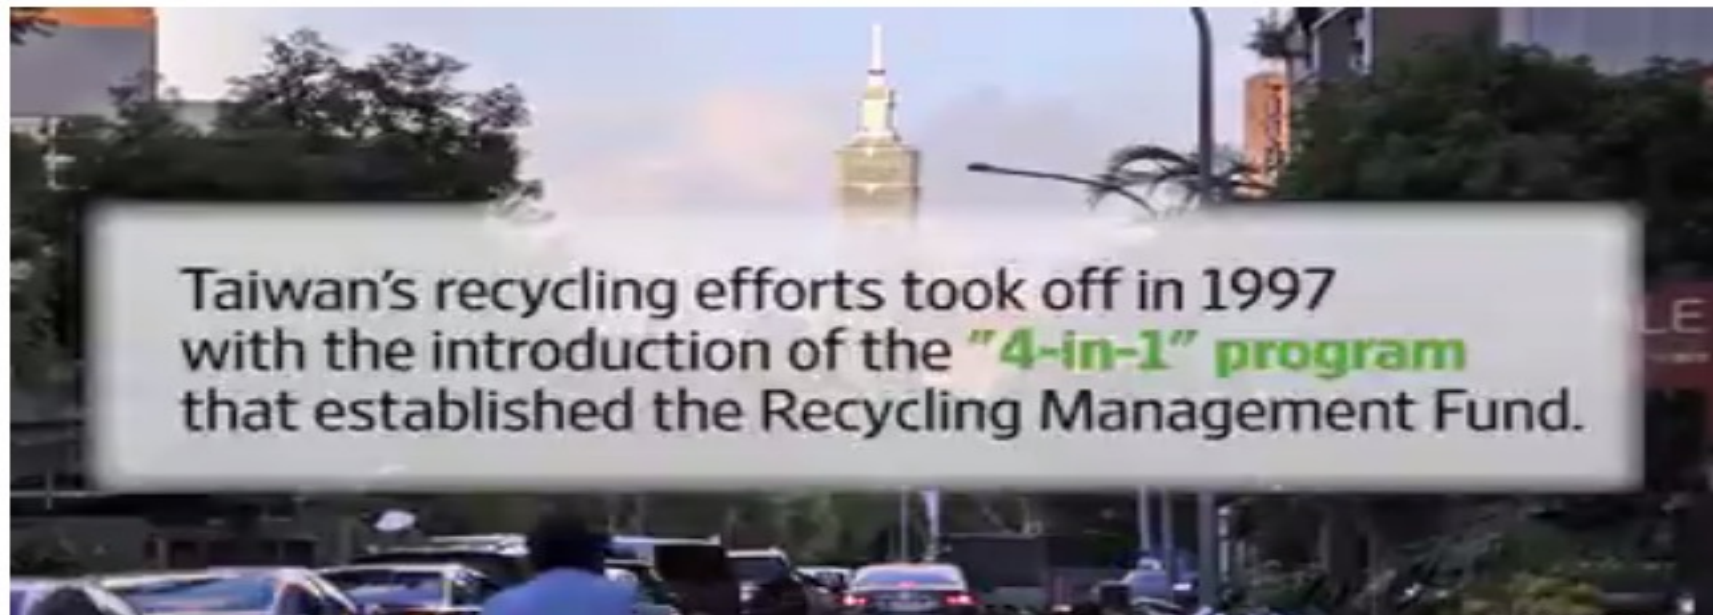 Taiwan's recycling efforts took off in 1997
with the introduction of the "4-in-1" program
that established the Recycling Management Fund.
LE